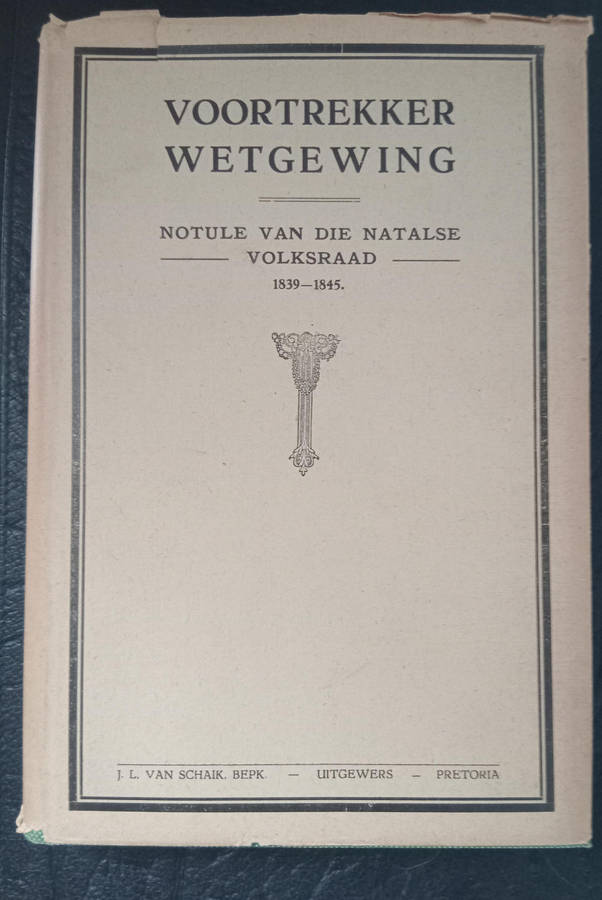 VOORTREKKER
WETGEWING
NOTULE VAN DIE NATALSE
VOLKSRAAD
1839—1845.
J. L. VAN SCHAIK, BEPK. — UITGEWERS — PRETORIA